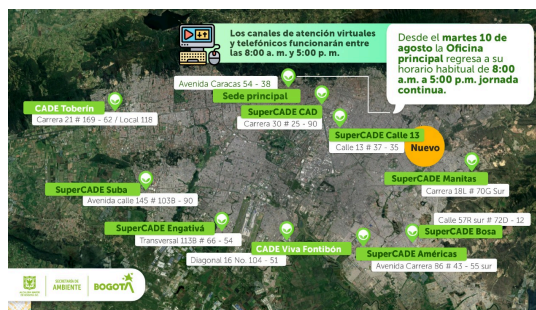 Los canales de atención virtuales
y telefónicos funcionarán entre
las 8:00 a. m. y 5:00 p. m.
Desde el martes 10 de
agosto la Oficina
principal regresa a su
horario habitual de 8:00
a.m. a 5:00 p.m. jornada
continua.
Avenida Caracas 54 - 38
Sede principal
CADE Toberín
Carrera 21 # 169 - 62 / Local 118
SuperCADE CAD
Carrera 30 # 25 - 90
SuperCADE Calle 13
Calle 13 # 37 - 35
Nuevo
SuperCADE Manitas
Carrera 18L # 70G Sur
SuperCADE Suba
Avenida calle 145 # 103B - 90
Calle 57R sur # 72D - 12
SuperCADE Bosa
SuperCADE Engativá
Transversal 113B # 66 - 54
CADE Viva Fontibón
Diagonal 16 No. 104 - 51
SuperCADE Américas
Avenida Carrera 86 # 43 - 55 sur
SECRETARÍA DE
AMBIENTE
BOGOTÁ